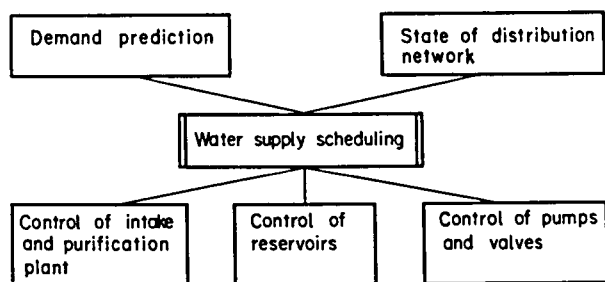 Demand prediction
State of distribution
network
Water supply scheduling
Control of intake
and purification
plant
Control of
reservoirs
Control of pumps
and valves